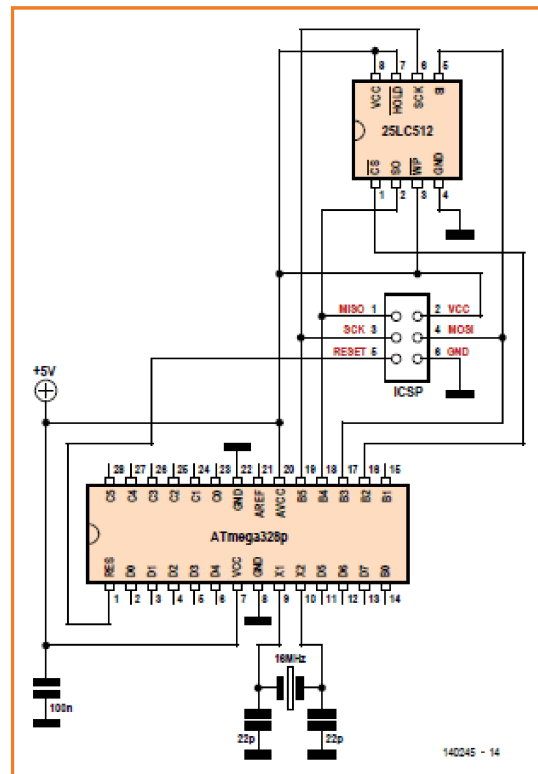 8 7 6 5
VCC HOLD SCK SI
25LC512
CS SO WP GND
1 2 3 4
MISO 1 2 VCC
SCK 3 4 MOSI
RESET 5 6 GND
ICSP
+5V
28 27 26 25 24 23 22 21 20 19 18 17 16 15
C5 C4 C3 C2 C1 C0 GND AREF AVCC B5 B4 B3 B2 B1
ATmega328p
RES D0 D1 D2 D3 D4 VCC GND X1 X2 D5 D6 D7 B0
1 2 3 4 5 6 7 8 9 10 11 12 13 14
16MHz
100n
22p 22p
140245 - 14